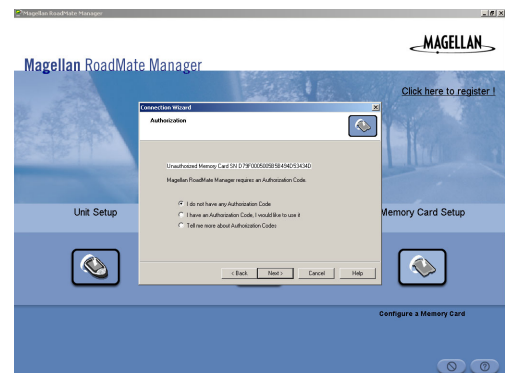 Magellan RoadMate Manager
MAGELLAN
Magellan RoadMate Manager
Click here to register !
Connection Wizard
Authorization
Unauthorized Memory Card SN D79F0005005B5B494D53434D
Magellan RoadMate Manager requires an Authorization Code.
I do not have any Authorization Code
I have an Authorization Code, I would like to use it
Tell me more about Authorization Codes
Unit Setup
Memory Card Setup
< Back
Next >
Cancel
Help
Configure a Memory Card